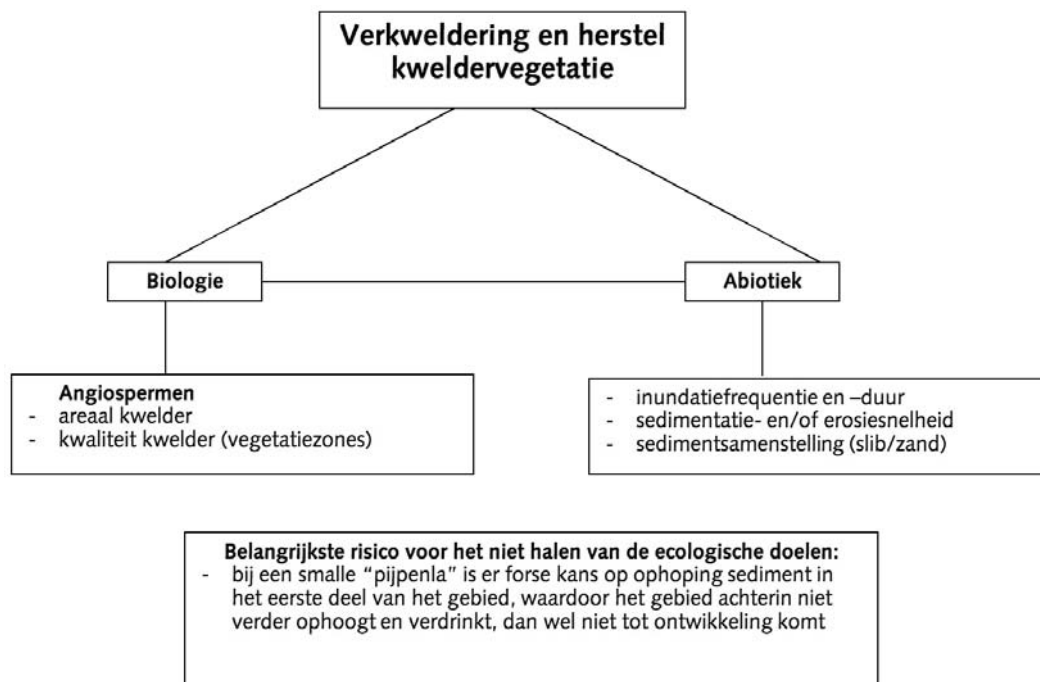 Verkweldering en herstel
kweldervegetatie
Biologie
Abiotiek
Angiospermen
- areaal kwelder
- kwaliteit kwelder (vegetatiezones)
- inundatiefrequentie en –duur
- sedimentatie- en/of erosiesnelheid
- sedimentsamenstelling (slib/zand)
Belangrijkste risico voor het niet halen van de ecologische doelen:
- bij een smalle “pijpenla” is er forse kans op ophoping sediment in
het eerste deel van het gebied, waardoor het gebied achterin niet
verder ophoogt en verdrinkt, dan wel niet tot ontwikkeling komt